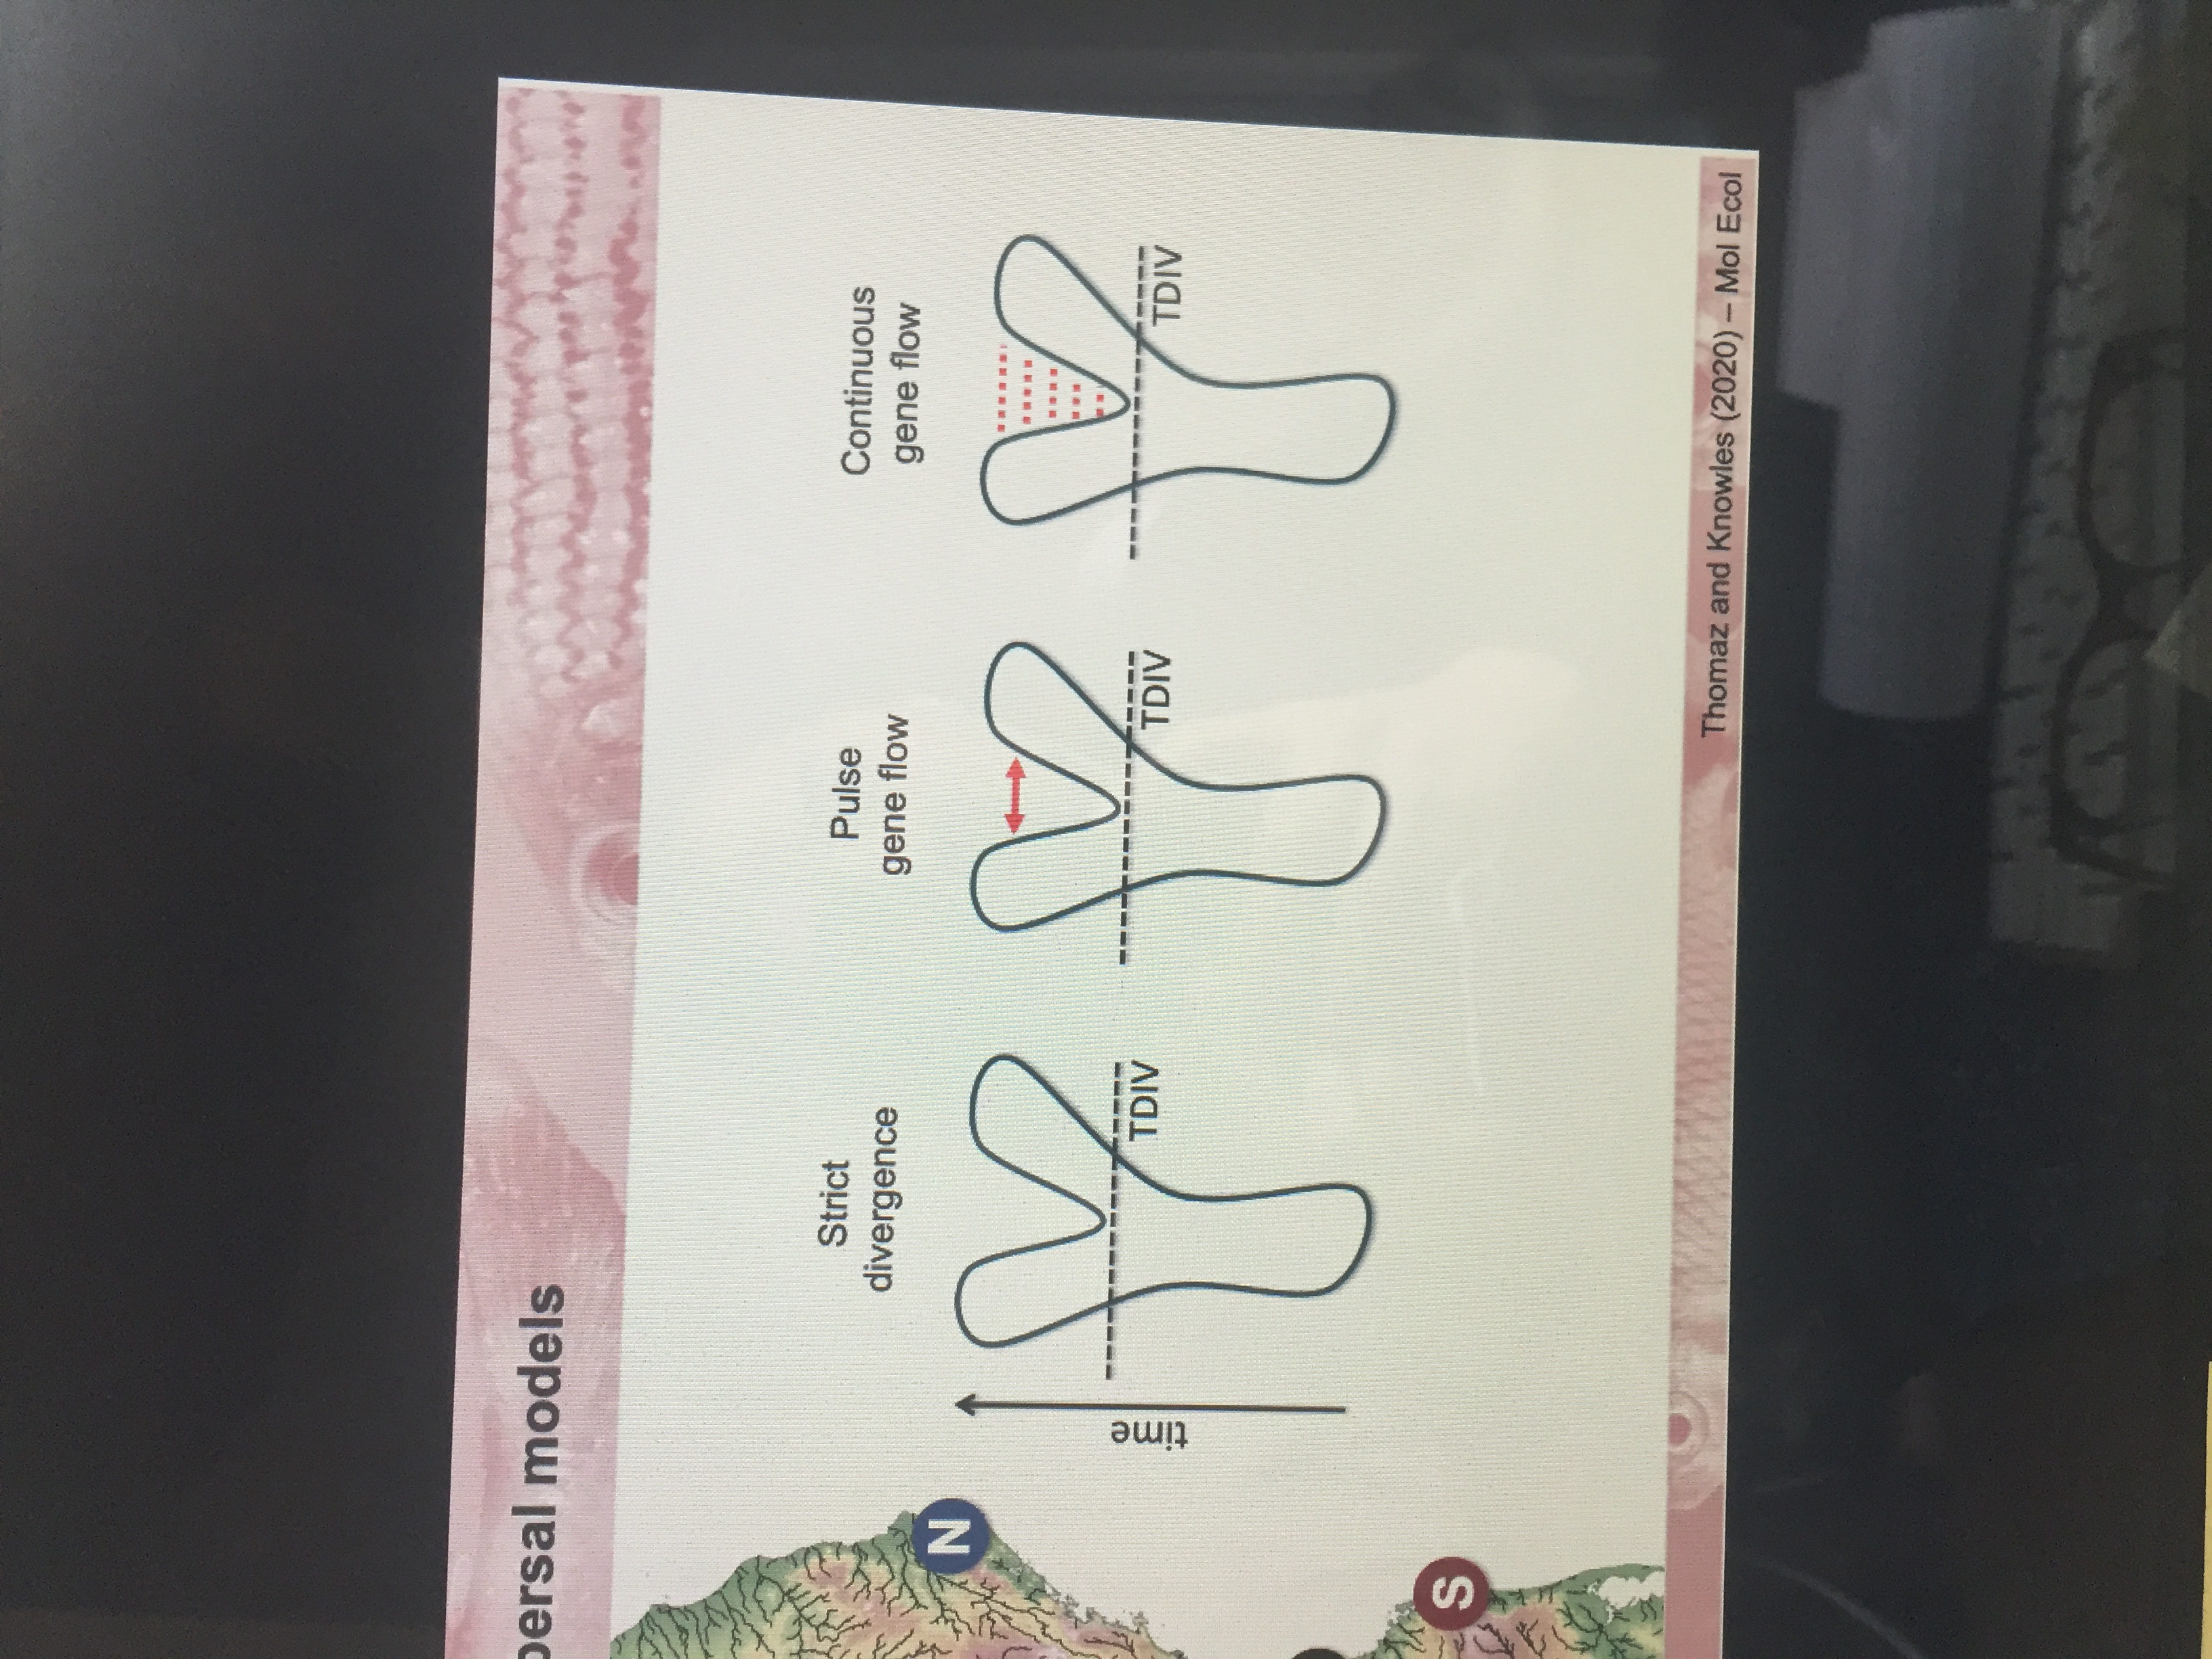 persal models
Strict
divergence
Pulse
gene flow
Continuous
gene flow
N
time
TDIV
TDIV
TDIV
S
Thomaz and Knowles (2020) – Mol Ecol